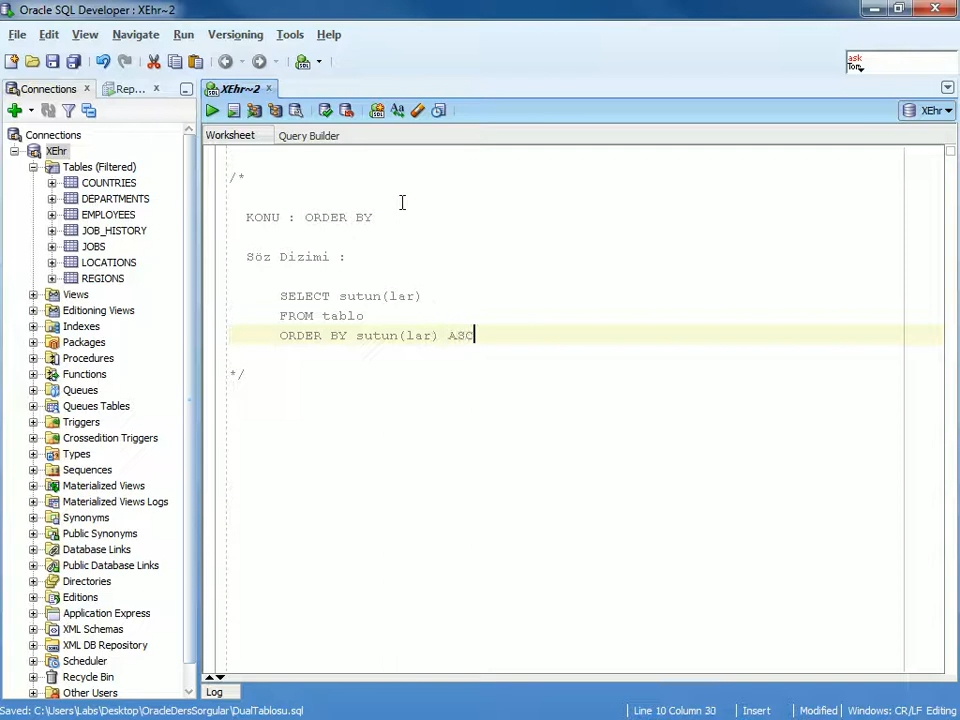 Oracle SQL Developer : XEhr~2
File Edit View Navigate Run Versioning Tools Help
ask
Tom
Connections Rep... XEhr~2
XEhr
Worksheet Query Builder
Connections
XEhr
Tables (Filtered)
COUNTRIES
DEPARTMENTS
EMPLOYEES
JOB_HISTORY
JOBS
LOCATIONS
REGIONS
Views
Editioning Views
Indexes
Packages
Procedures
Functions
Queues
Queues Tables
Triggers
Crossedition Triggers
Types
Sequences
Materialized Views
Materialized Views Logs
Synonyms
Public Synonyms
Database Links
Public Database Links
Directories
Editions
Application Express
XML Schemas
XML DB Repository
Scheduler
Recycle Bin
Other Users
/*
KONU : ORDER BY
Söz Dizimi :
SELECT sutun(lar)
FROM tablo
ORDER BY sutun(lar) ASC
*/
Log
Saved: C:\Users\Labs\Desktop\OracleDersSorgular\DualTablosu.sql Line 10 Column 30 Insert Modified Windows: CR/LF Editing